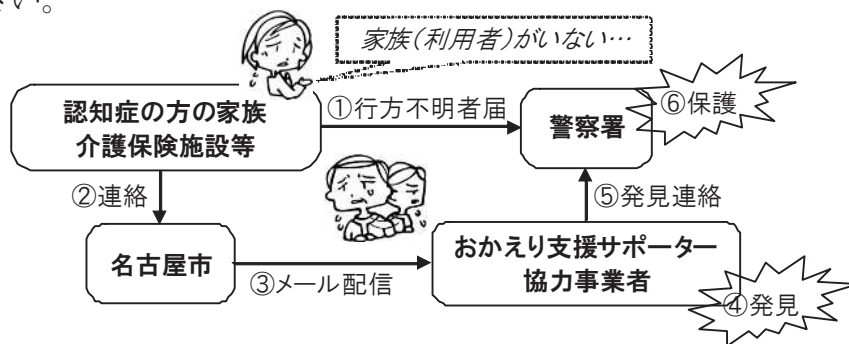 さい。
家族(利用者)がいない…
認知症の方の家族
介護保険施設等
①行方不明者届
警察署
⑥保護
②連絡
⑤発見連絡
名古屋市
③メール配信
おかえり支援サポーター
協力事業者
④発見